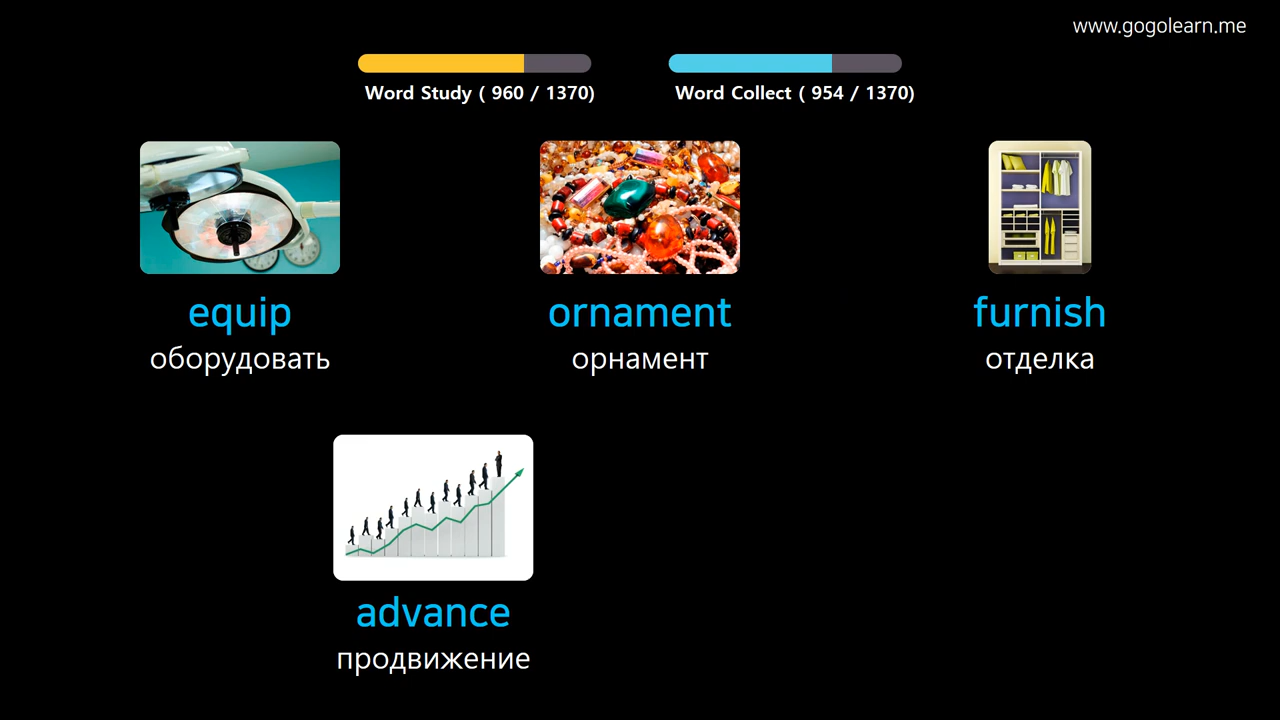 www.gogolearn.me
Word Study ( 960 / 1370)
Word Collect ( 954 / 1370)
equip
оборудовать
ornament
орнамент
furnish
отделка
advance
продвижение